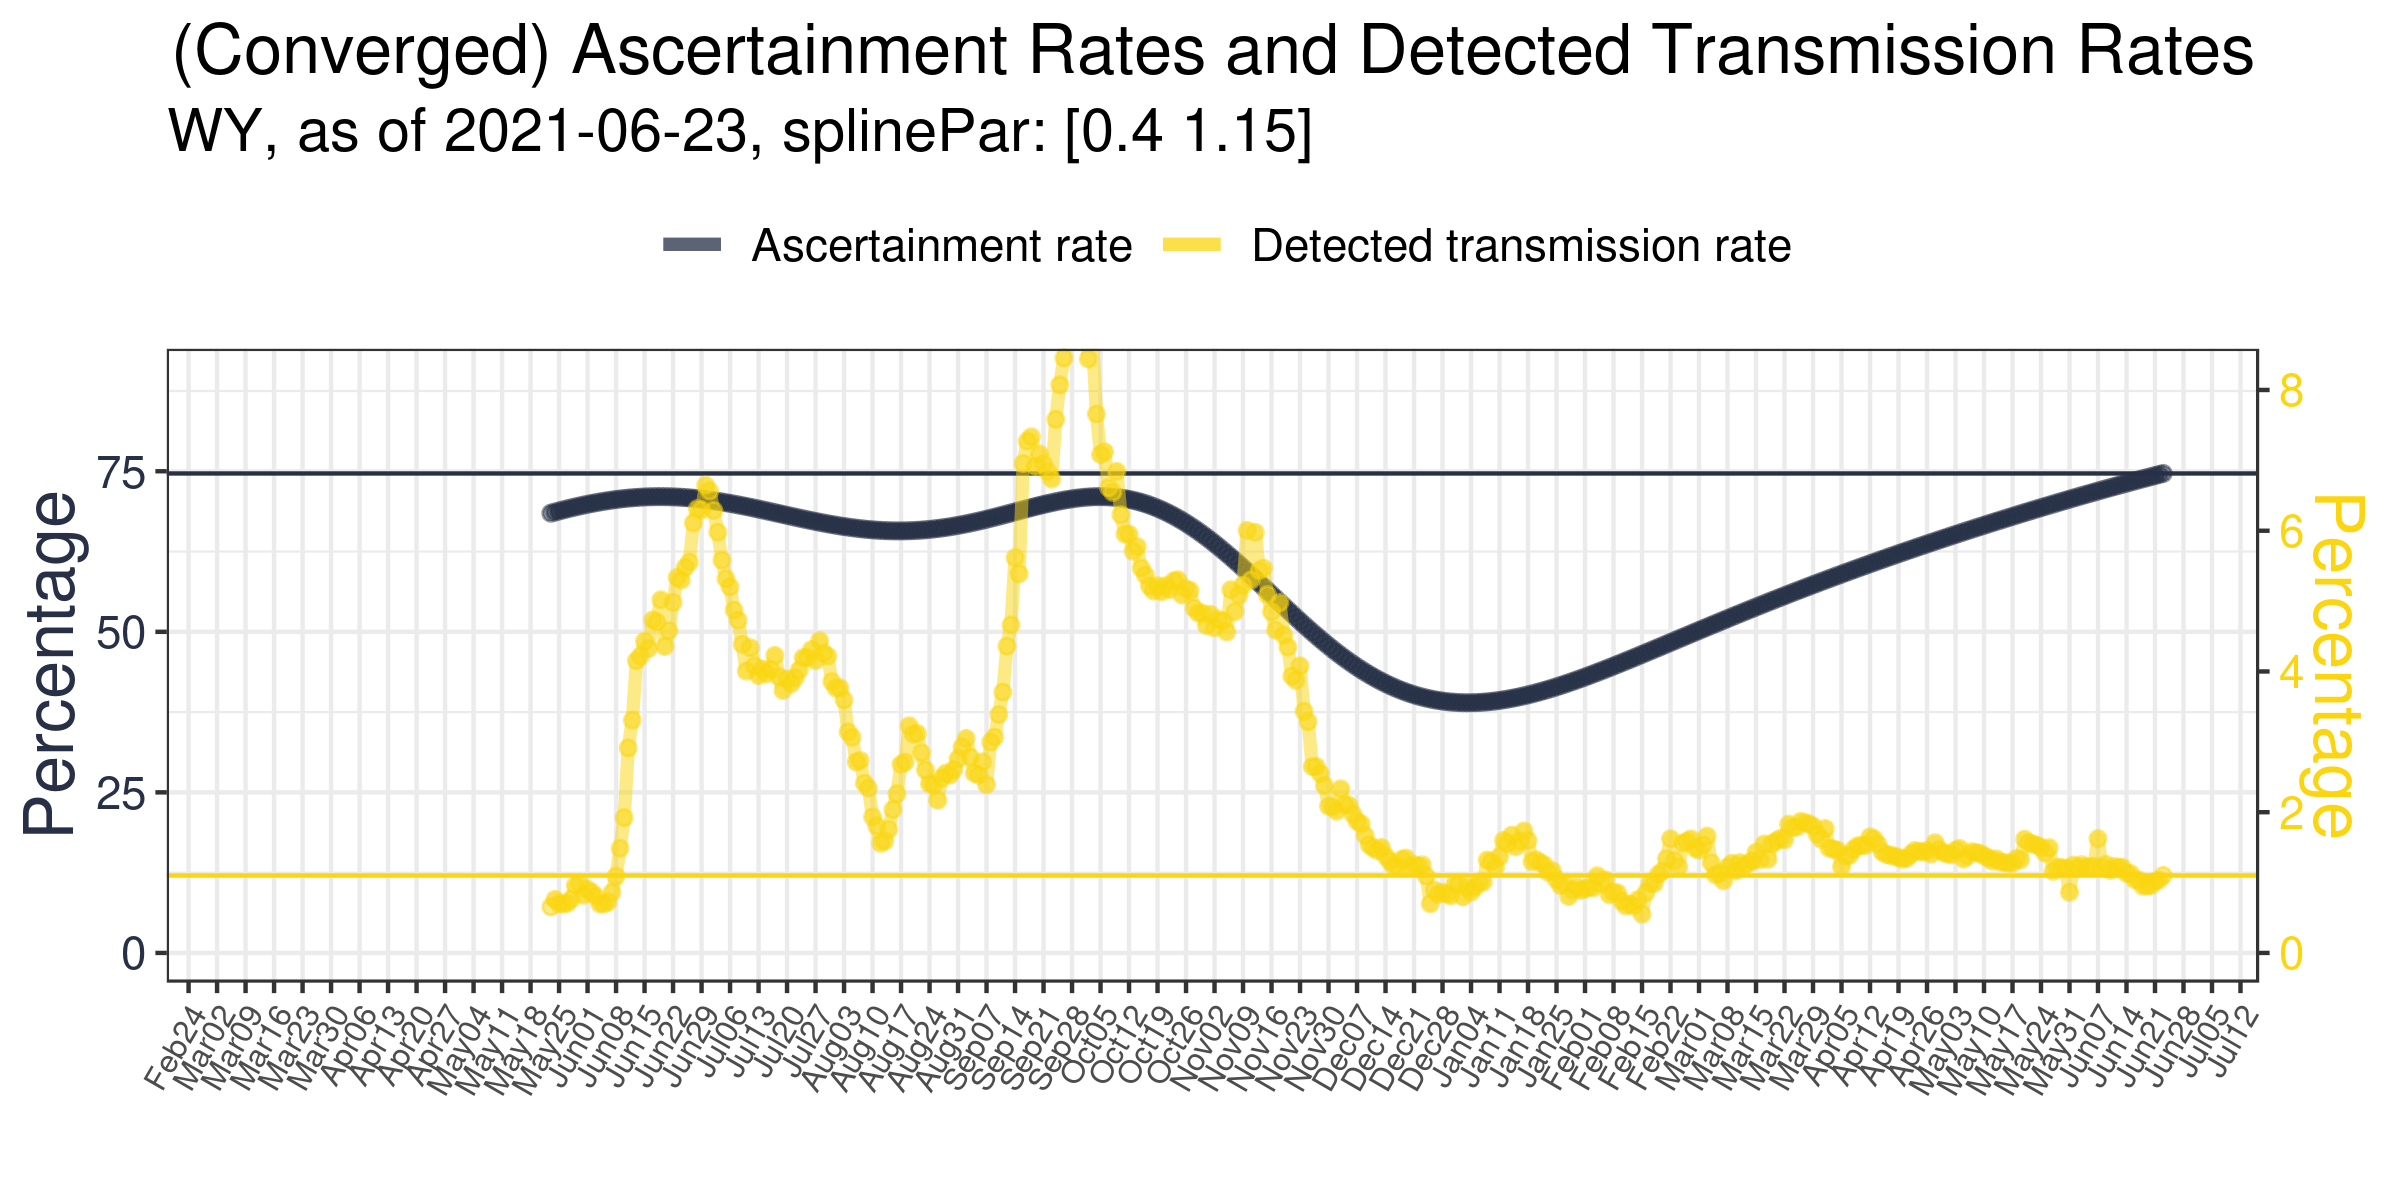 (Converged) Ascertainment Rates and Detected Transmission Rates
WY, as of 2021-06-23, splinePar: [0.4 1.15]
Ascertainment rate
Detected transmission rate
Percentage
75
50
25
0
8
6
4
2
0
Percentage
Feb24
Mar02
Mar09
Mar16
Mar23
Mar30
Apr06
Apr13
Apr20
Apr27
May04
May11
May18
May25
Jun01
Jun08
Jun15
Jun22
Jun29
Jul06
Jul13
Jul20
Jul27
Aug03
Aug10
Aug17
Aug24
Aug31
Sep07
Sep14
Sep21
Sep28
Oct05
Oct12
Oct19
Oct26
Nov02
Nov09
Nov16
Nov23
Nov30
Dec07
Dec14
Dec21
Dec28
Jan04
Jan11
Jan18
Jan25
Feb01
Feb08
Feb15
Feb22
Mar01
Mar08
Mar15
Mar22
Mar29
Apr05
Apr12
Apr19
Apr26
May03
May10
May17
May24
May31
Jun07
Jun14
Jun21
Jun28
Jul05
Jul12